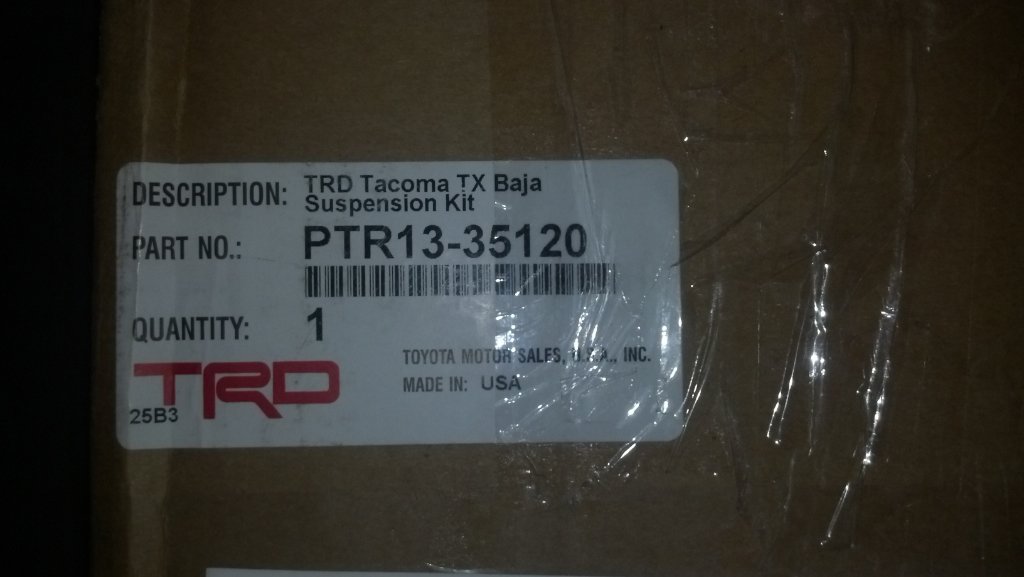 DESCRIPTION: TRD Tacoma TX Baja
Suspension Kit
PART NO.: PTR13-35120
QUANTITY: 1
TOYOTA MOTOR SALES, U.S.A., INC.
MADE IN: USA
TRD
25B3